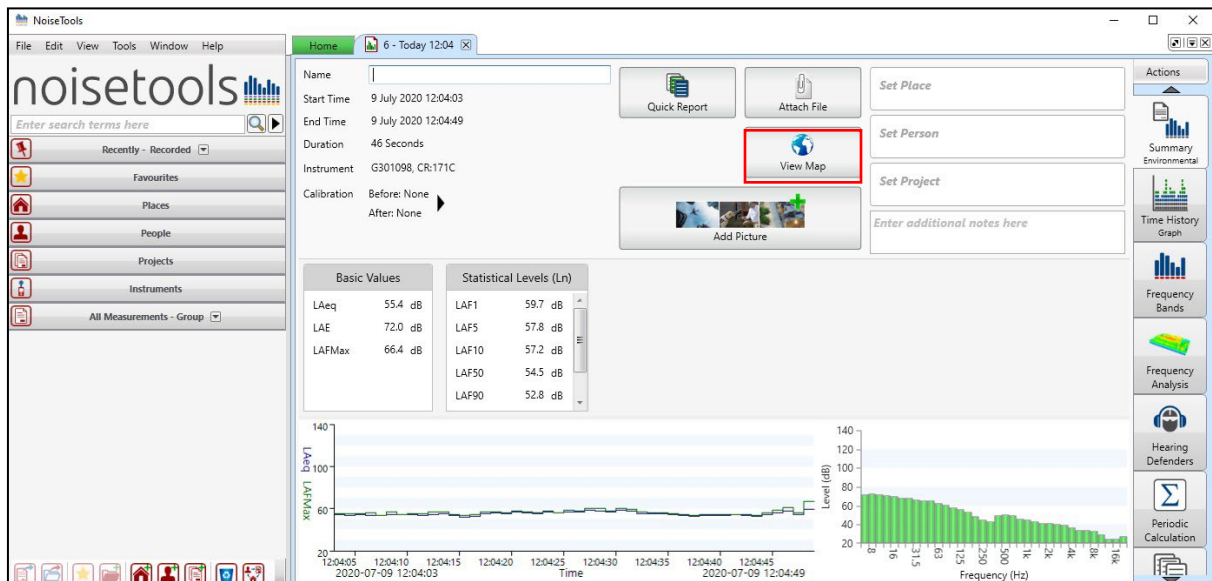 NoiseTools
File Edit View Tools Window Help
noisetools
Enter search terms here
Recently - Recorded
Favourites
Places
People
Projects
Instruments
All Measurements - Group
Home
6 - Today 12:04
Name
Start Time 9 July 2020 12:04:03
End Time 9 July 2020 12:04:49
Duration 46 Seconds
Instrument G301098, CR:171C
Calibration Before: None
After: None
Quick Report
Attach File
View Map
Add Picture
Set Place
Set Person
Set Project
Enter additional notes here
Basic Values
LAeq 55.4 dB
LAE 72.0 dB
LAFMax 66.4 dB
Statistical Levels (Ln)
LAF1 59.7 dB
LAF5 57.8 dB
LAF10 57.2 dB
LAF50 54.5 dB
LAF90 52.8 dB
LAeq
LAFMax
140
100
60
20
12:04:05 12:04:10 12:04:15 12:04:20 12:04:25 12:04:30 12:04:35 12:04:40 12:04:45
2020-07-09 12:04:03 Time 2020-07-09 12:04:49
Level (dB)
140
120
100
80
60
40
20
8 16 31.5 63 125 250 500 1k 2k 4k 8k 16k
Frequency (Hz)
Actions
Summary
Environmental
Time History
Graph
Frequency
Bands
Frequency
Analysis
Hearing
Defenders
Σ
Periodic
Calculation